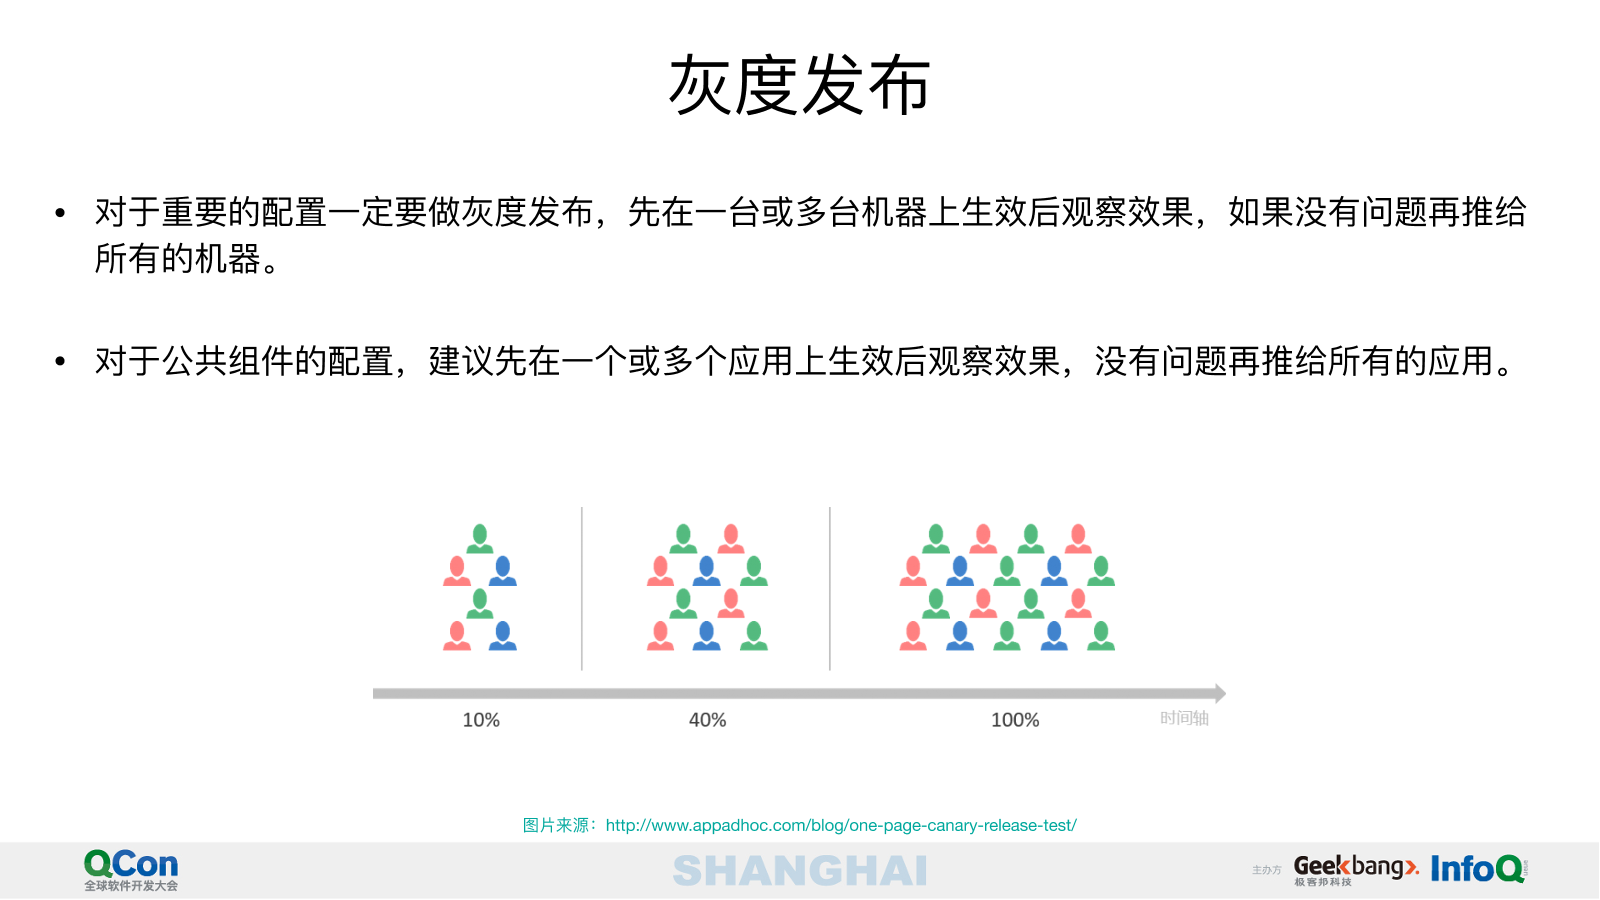 灰度发布
• 对于重要的配置一定要做灰度发布，先在一台或多台机器上生效后观察效果，如果没有问题再推给
所有的机器。
• 对于公共组件的配置，建议先在一个或多个应用上生效后观察效果，没有问题再推给所有的应用。
10%
40%
100%
时间轴
图片来源：http://www.appadhoc.com/blog/one-page-canary-release-test/
QCon
全球软件开发大会
SHANGHAI
主办方
Geekbang>.
极客邦科技
InfoQ